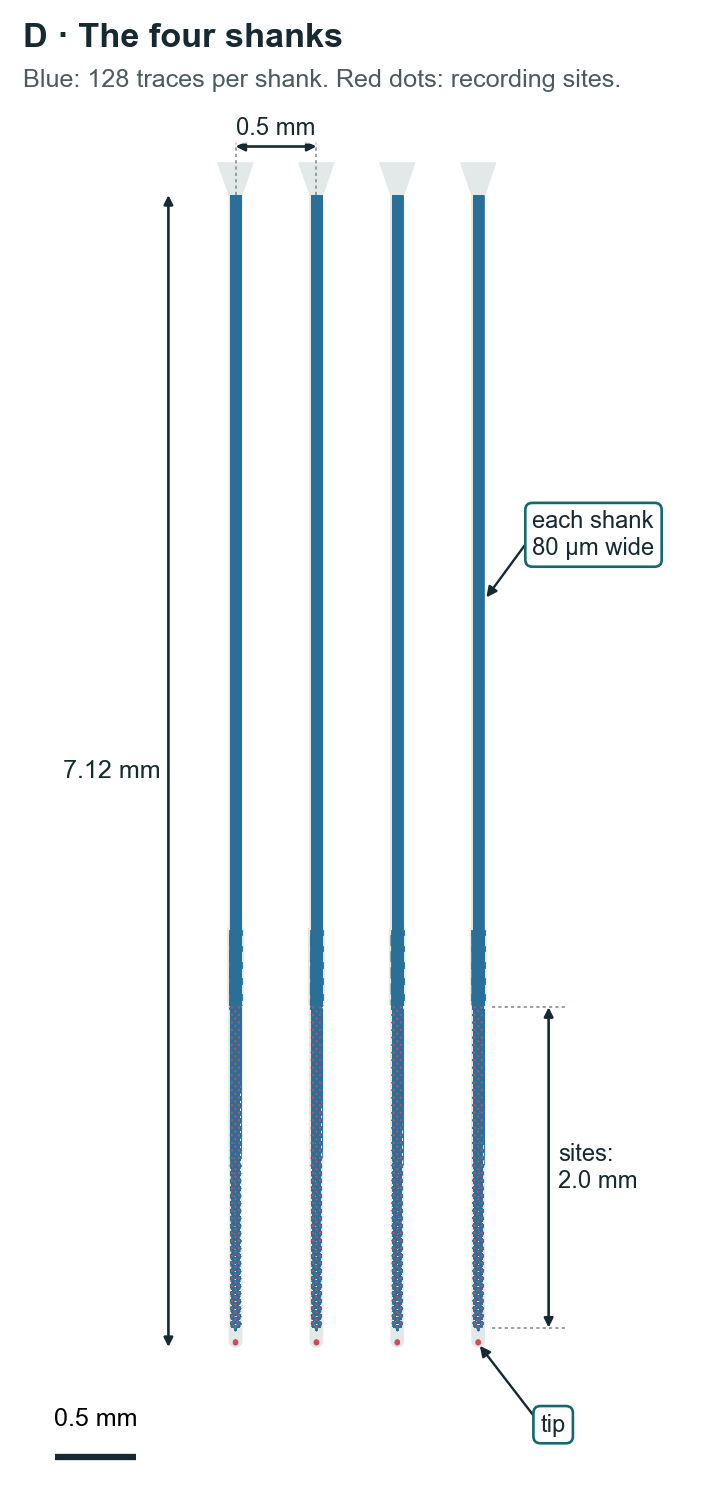 D · The four shanks
Blue: 128 traces per shank. Red dots: recording sites.
0.5 mm
each shank
80 µm wide
7.12 mm
sites:
2.0 mm
0.5 mm
tip